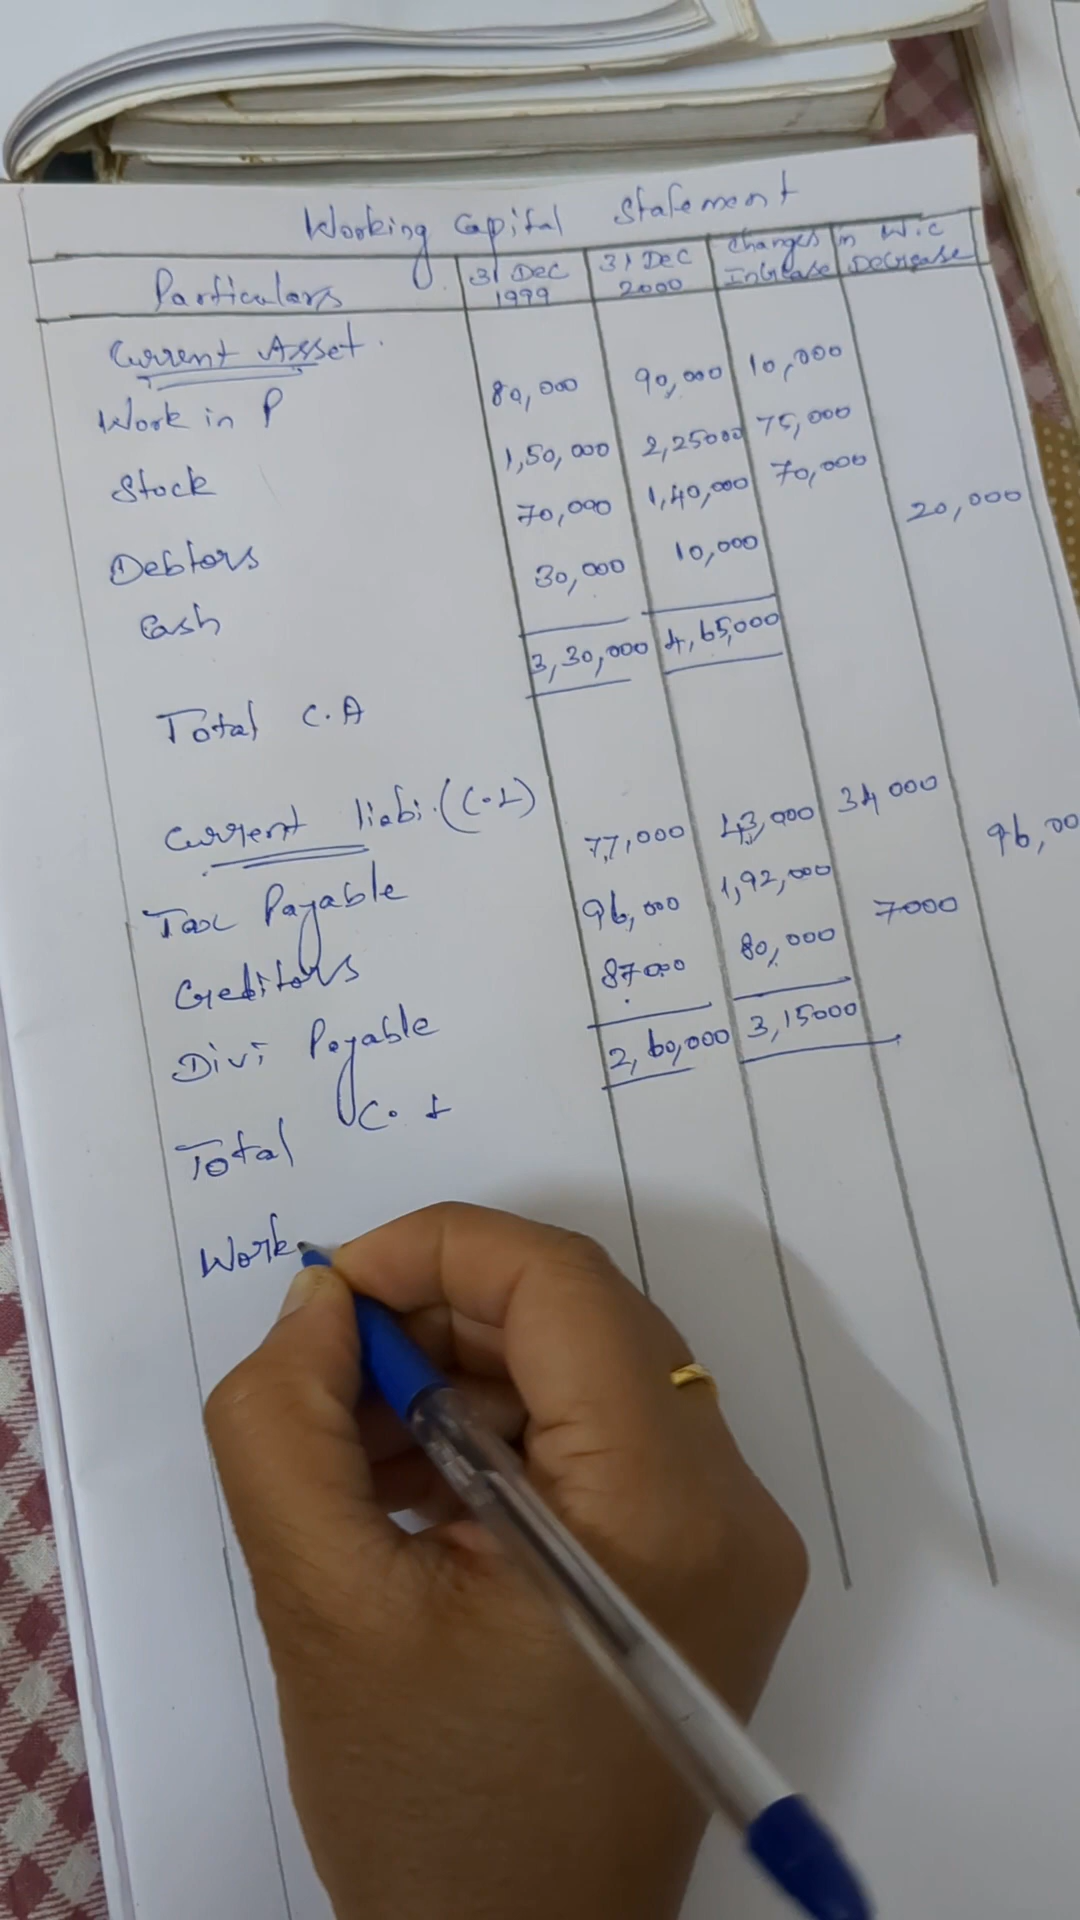 Working Capital Statement
Particulars 31 Dec 1999 31 Dec 2000 Changes in W.C Increase Decrease
Current Asset.
Work in P 80,000 90,000 10,000
Stock 1,50,000 2,25000 75,000
Debtors 70,000 1,40,000 70,000
Cash 30,000 10,000 20,000
Total C.A 3,30,000 4,65,000
Current liabi. (C.L)
Tax Payable 77,000 43,000 34000
Creditors 96,000 1,92,000 96,00
Divi Payable 87000 80,000 7000
Total C. L 2,60,000 3,15000
Work